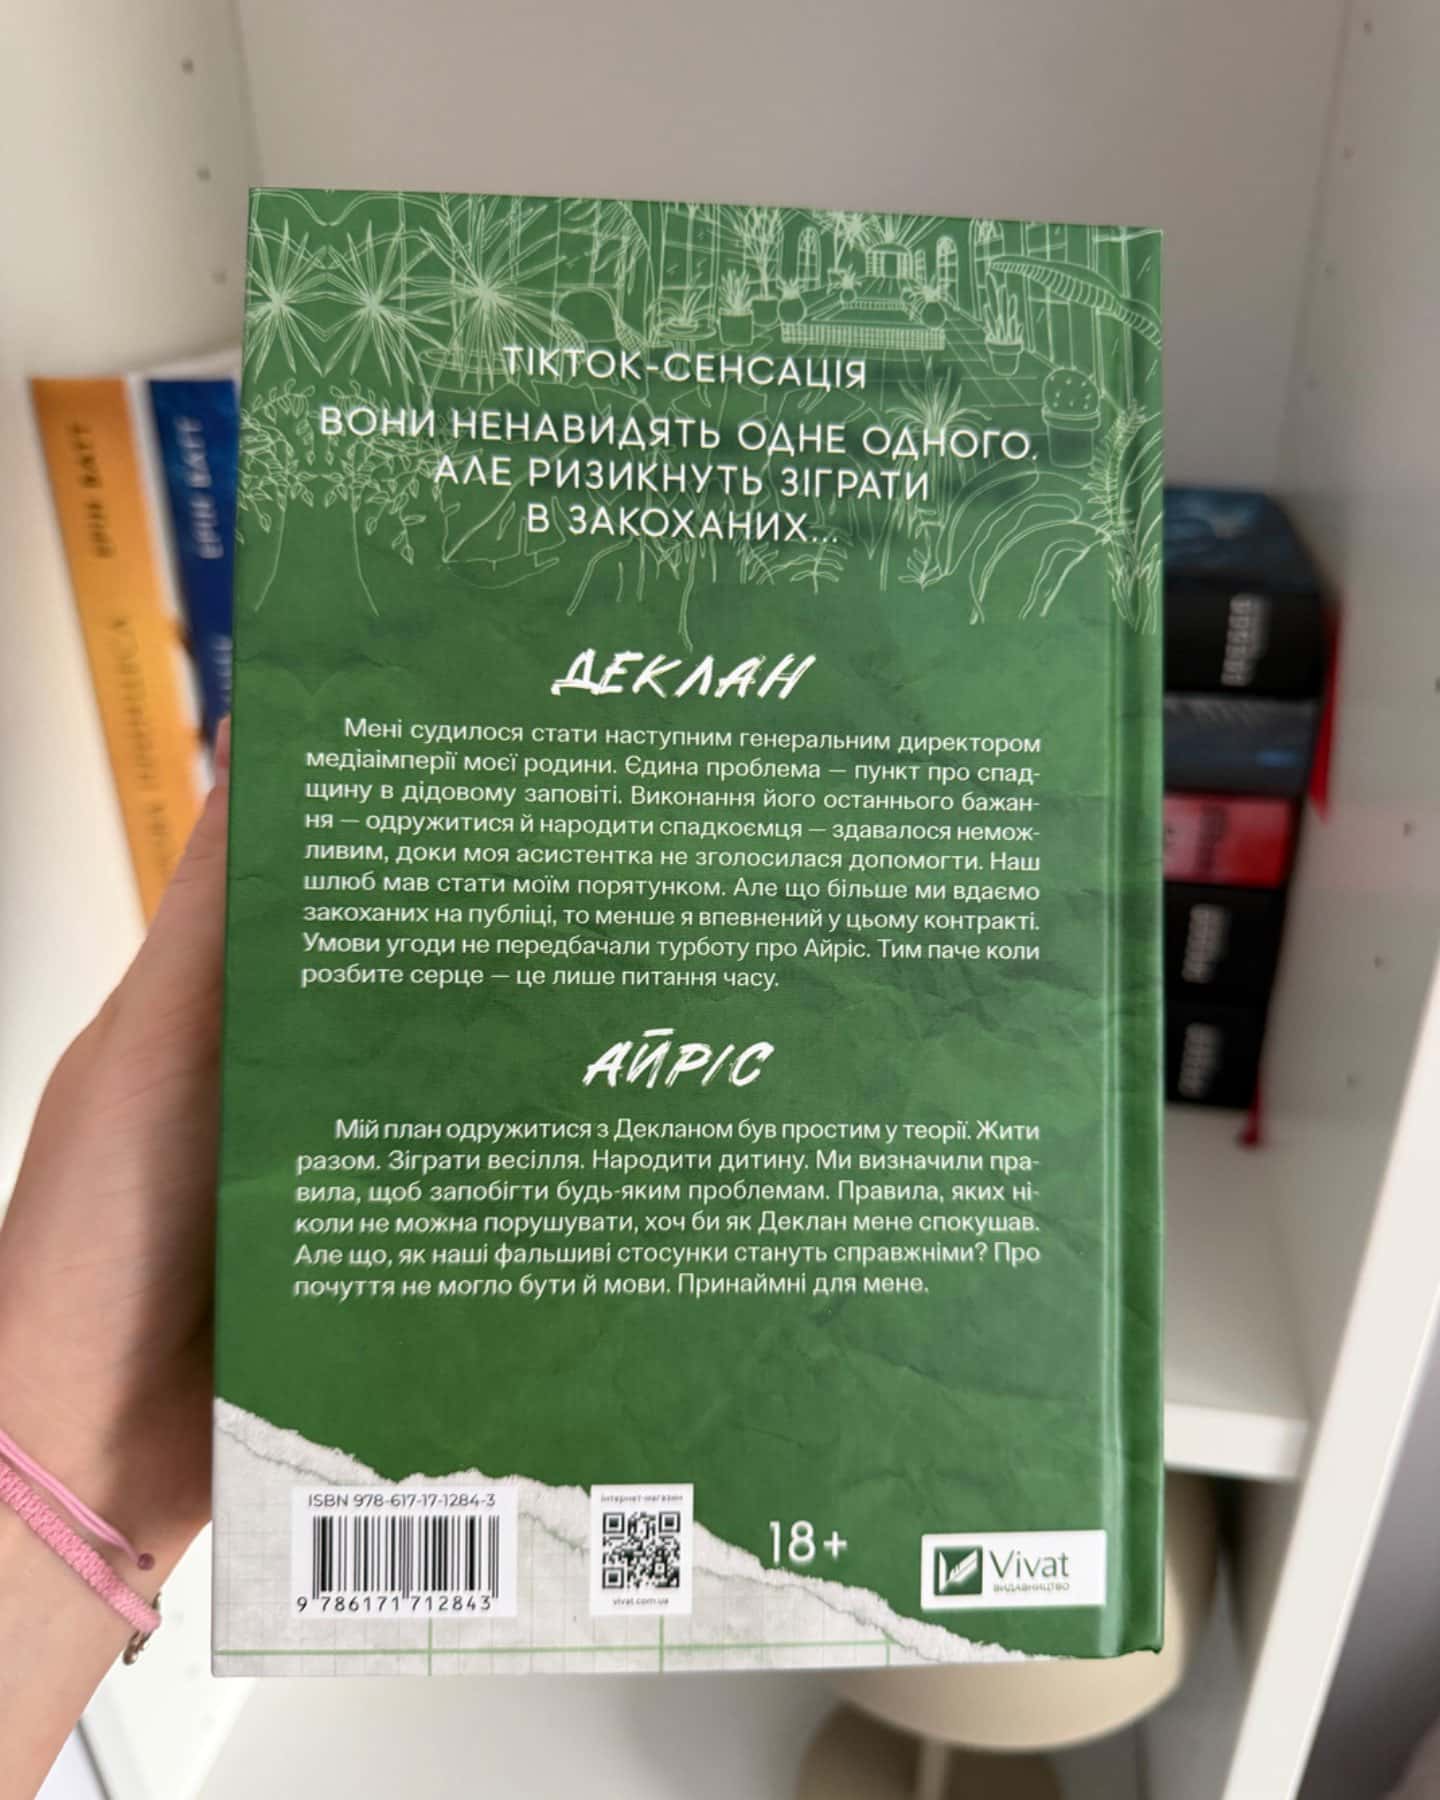 ТІКТОК-СЕНСАЦІЯ
ВОНИ НЕНАВИДЯТЬ ОДНЕ ОДНОГО.
АЛЕ РИЗИКНУТЬ ЗІГРАТИ
В ЗАКОХАНИХ...
ДЕКЛАН
Мені судилося стати наступним генеральним директором
медіаімперії моєї родини. Єдина проблема — пункт про спад-
щину в дідовому заповіті. Виконання його останнього бажан-
ня — одружитися й народити спадкоємця — здавалося немож-
ливим, доки моя асистентка не зголосилася допомогти. Наш
шлюб мав стати моїм порятунком. Але що більше ми вдаємо
закоханих на публіці, то менше я впевнений у цьому контракті.
Умови угоди не передбачали турботу про Айріс. Тим паче коли
розбите серце — це лише питання часу.
АЙРІС
Мій план одружитися з Декланом був простим у теорії. Жити
разом. Зіграти весілля. Народити дитину. Ми визначили пра-
вила, щоб запобігти будь-яким проблемам. Правила, яких ні-
коли не можна порушувати, хоч би як Деклан мене спокушав.
Але що, як наші фальшиві стосунки стануть справжніми? Про
почуття не могло бути й мови. Принаймні для мене.
ISBN 978-617-17-1284-3
9 786171 712843
інтернет-магазин
vivat.com.ua
18+
Vivat
ВИДАВНИЦТВО
ЕРІН ВАТТ
ЕРІН ВАТТ